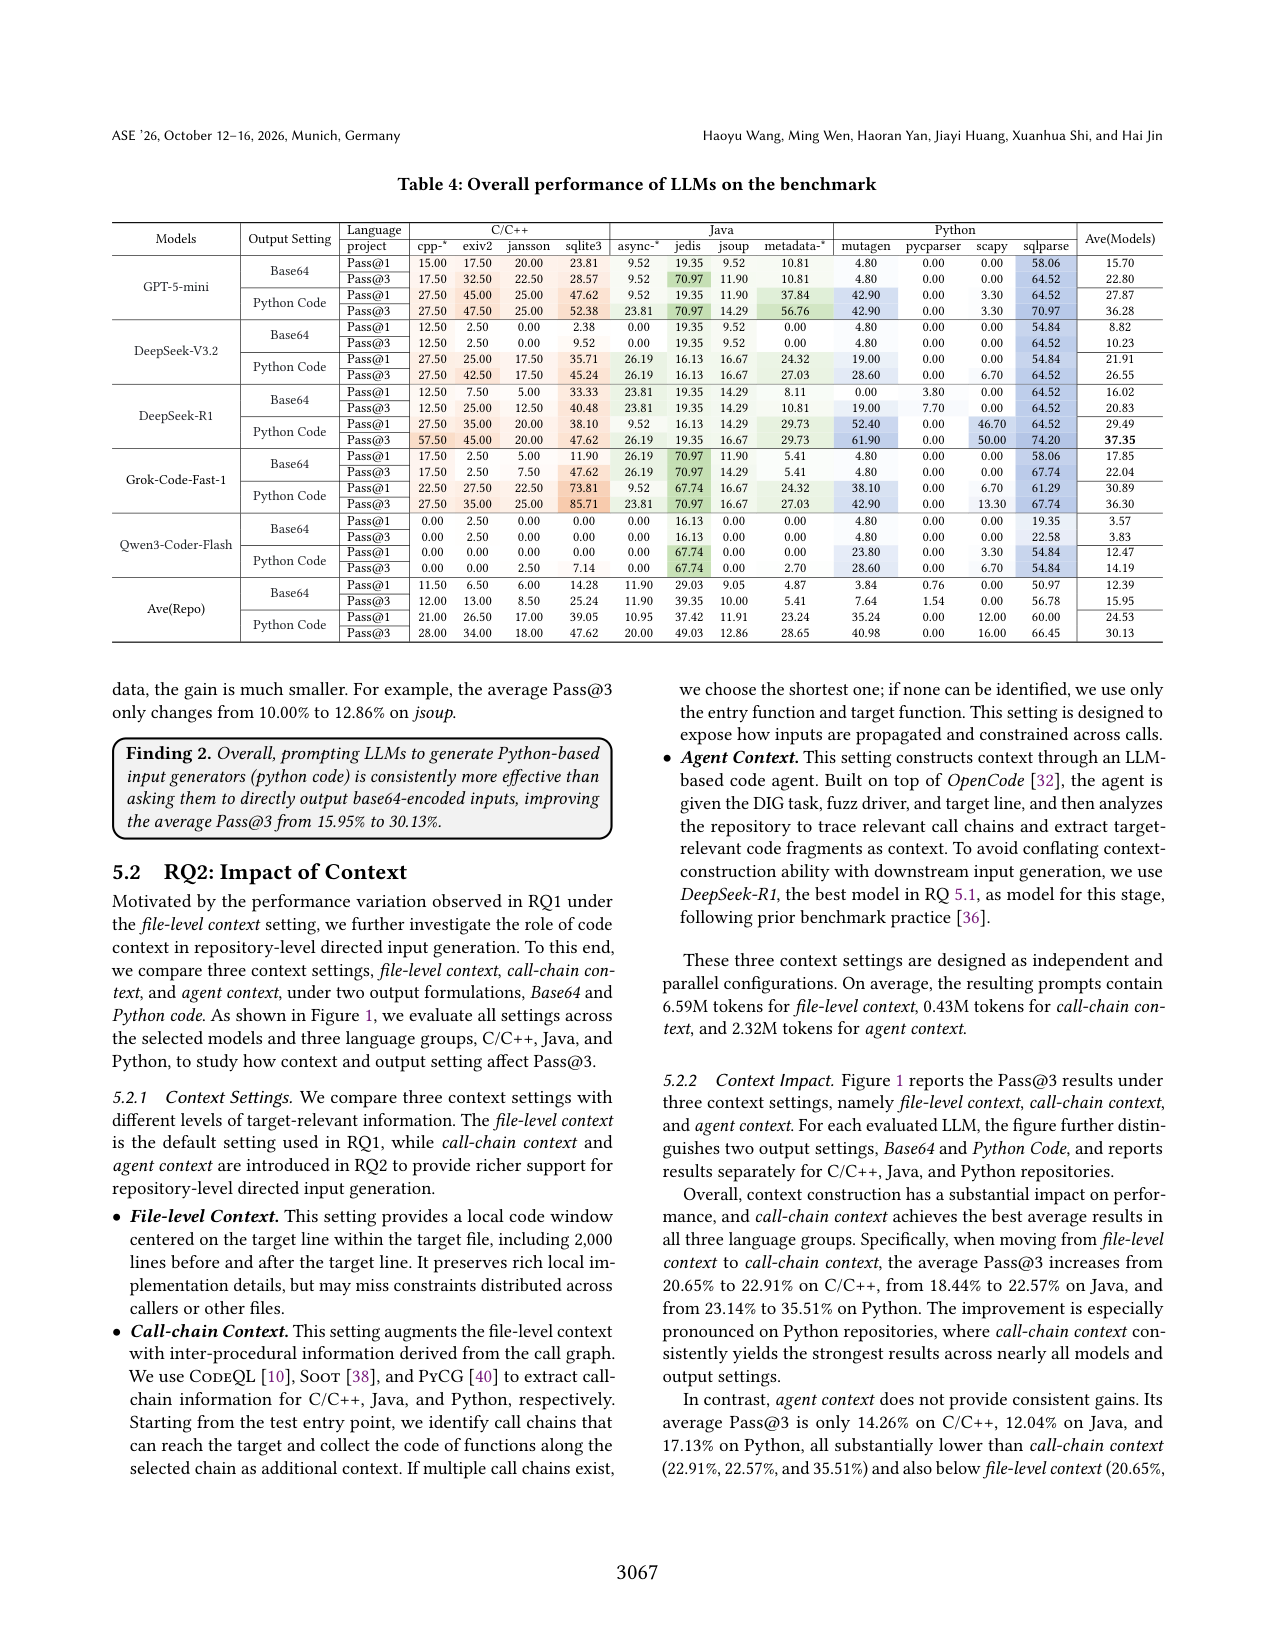 ASE ’26, October 12–16, 2026, Munich, Germany
Haoyu Wang, Ming Wen, Haoran Yan, Jiayi Huang, Xuanhua Shi, and Hai Jin
Table 4: Overall performance of LLMs on the benchmark
Models Output Setting Language C/C++ Java Python Ave(Models)
project cpp-* exiv2 jansson sqlite3 async-* jedis jsoup metadata-* mutagen pycparser scapy sqlparse
GPT-5-mini Base64 Pass@1 15.00 17.50 20.00 23.81 9.52 19.35 9.52 10.81 4.80 0.00 0.00 58.06 15.70
Pass@3 17.50 32.50 22.50 28.57 9.52 70.97 11.90 10.81 4.80 0.00 0.00 64.52 22.80
Python Code Pass@1 27.50 45.00 25.00 47.62 9.52 19.35 11.90 37.84 42.90 0.00 3.30 64.52 27.87
Pass@3 27.50 47.50 25.00 52.38 23.81 70.97 14.29 56.76 42.90 0.00 3.30 70.97 36.28
DeepSeek-V3.2 Base64 Pass@1 12.50 2.50 0.00 2.38 0.00 19.35 9.52 0.00 4.80 0.00 0.00 54.84 8.82
Pass@3 12.50 2.50 0.00 9.52 0.00 19.35 9.52 0.00 4.80 0.00 0.00 64.52 10.23
Python Code Pass@1 27.50 25.00 17.50 35.71 26.19 16.13 16.67 24.32 19.00 0.00 0.00 54.84 21.91
Pass@3 27.50 42.50 17.50 45.24 26.19 16.13 16.67 27.03 28.60 0.00 6.70 64.52 26.55
DeepSeek-R1 Base64 Pass@1 12.50 7.50 5.00 33.33 23.81 19.35 14.29 8.11 0.00 3.80 0.00 64.52 16.02
Pass@3 12.50 25.00 12.50 40.48 23.81 19.35 14.29 10.81 19.00 7.70 0.00 64.52 20.83
Python Code Pass@1 27.50 35.00 20.00 38.10 9.52 16.13 14.29 29.73 52.40 0.00 46.70 64.52 29.49
Pass@3 57.50 45.00 20.00 47.62 26.19 19.35 16.67 29.73 61.90 0.00 50.00 74.20 37.35
Grok-Code-Fast-1 Base64 Pass@1 17.50 2.50 5.00 11.90 26.19 70.97 11.90 5.41 4.80 0.00 0.00 58.06 17.85
Pass@3 17.50 2.50 7.50 47.62 26.19 70.97 14.29 5.41 4.80 0.00 0.00 67.74 22.04
Python Code Pass@1 22.50 27.50 22.50 73.81 9.52 67.74 16.67 24.32 38.10 0.00 6.70 61.29 30.89
Pass@3 27.50 35.00 25.00 85.71 23.81 70.97 16.67 27.03 42.90 0.00 13.30 67.74 36.30
Qwen3-Coder-Flash Base64 Pass@1 0.00 2.50 0.00 0.00 0.00 16.13 0.00 0.00 4.80 0.00 0.00 19.35 3.57
Pass@3 0.00 2.50 0.00 0.00 0.00 16.13 0.00 0.00 4.80 0.00 0.00 22.58 3.83
Python Code Pass@1 0.00 0.00 0.00 0.00 0.00 67.74 0.00 0.00 23.80 0.00 3.30 54.84 12.47
Pass@3 0.00 0.00 2.50 7.14 0.00 67.74 0.00 2.70 28.60 0.00 6.70 54.84 14.19
Ave(Repo) Base64 Pass@1 11.50 6.50 6.00 14.28 11.90 29.03 9.05 4.87 3.84 0.76 0.00 50.97 12.39
Pass@3 12.00 13.00 8.50 25.24 11.90 39.35 10.00 5.41 7.64 1.54 0.00 56.78 15.95
Python Code Pass@1 21.00 26.50 17.00 39.05 10.95 37.42 11.91 23.24 35.24 0.00 12.00 60.00 24.53
Pass@3 28.00 34.00 18.00 47.62 20.00 49.03 12.86 28.65 40.98 0.00 16.00 66.45 30.13
data, the gain is much smaller. For example, the average Pass@3
only changes from 10.00% to 12.86% on jsoup.
Finding 2. Overall, prompting LLMs to generate Python-based
input generators (python code) is consistently more effective than
asking them to directly output base64-encoded inputs, improving
the average Pass@3 from 15.95% to 30.13%.
5.2 RQ2: Impact of Context
Motivated by the performance variation observed in RQ1 under
the file-level context setting, we further investigate the role of code
context in repository-level directed input generation. To this end,
we compare three context settings, file-level context, call-chain con-
text, and agent context, under two output formulations, Base64 and
Python code. As shown in Figure 1, we evaluate all settings across
the selected models and three language groups, C/C++, Java, and
Python, to study how context and output setting affect Pass@3.
5.2.1 Context Settings. We compare three context settings with
different levels of target-relevant information. The file-level context
is the default setting used in RQ1, while call-chain context and
agent context are introduced in RQ2 to provide richer support for
repository-level directed input generation.
• File-level Context. This setting provides a local code window
centered on the target line within the target file, including 2,000
lines before and after the target line. It preserves rich local im-
plementation details, but may miss constraints distributed across
callers or other files.
• Call-chain Context. This setting augments the file-level context
with inter-procedural information derived from the call graph.
We use CodeQL [10], Soot [38], and PyCG [40] to extract call-
chain information for C/C++, Java, and Python, respectively.
Starting from the test entry point, we identify call chains that
can reach the target and collect the code of functions along the
selected chain as additional context. If multiple call chains exist,
we choose the shortest one; if none can be identified, we use only
the entry function and target function. This setting is designed to
expose how inputs are propagated and constrained across calls.
• Agent Context. This setting constructs context through an LLM-
based code agent. Built on top of OpenCode [32], the agent is
given the DIG task, fuzz driver, and target line, and then analyzes
the repository to trace relevant call chains and extract target-
relevant code fragments as context. To avoid conflating context-
construction ability with downstream input generation, we use
DeepSeek-R1, the best model in RQ 5.1, as model for this stage,
following prior benchmark practice [36].
These three context settings are designed as independent and
parallel configurations. On average, the resulting prompts contain
6.59M tokens for file-level context, 0.43M tokens for call-chain con-
text, and 2.32M tokens for agent context.
5.2.2 Context Impact. Figure 1 reports the Pass@3 results under
three context settings, namely file-level context, call-chain context,
and agent context. For each evaluated LLM, the figure further distin-
guishes two output settings, Base64 and Python Code, and reports
results separately for C/C++, Java, and Python repositories.
Overall, context construction has a substantial impact on perfor-
mance, and call-chain context achieves the best average results in
all three language groups. Specifically, when moving from file-level
context to call-chain context, the average Pass@3 increases from
20.65% to 22.91% on C/C++, from 18.44% to 22.57% on Java, and
from 23.14% to 35.51% on Python. The improvement is especially
pronounced on Python repositories, where call-chain context con-
sistently yields the strongest results across nearly all models and
output settings.
In contrast, agent context does not provide consistent gains. Its
average Pass@3 is only 14.26% on C/C++, 12.04% on Java, and
17.13% on Python, all substantially lower than call-chain context
(22.91%, 22.57%, and 35.51%) and also below file-level context (20.65%,
3067